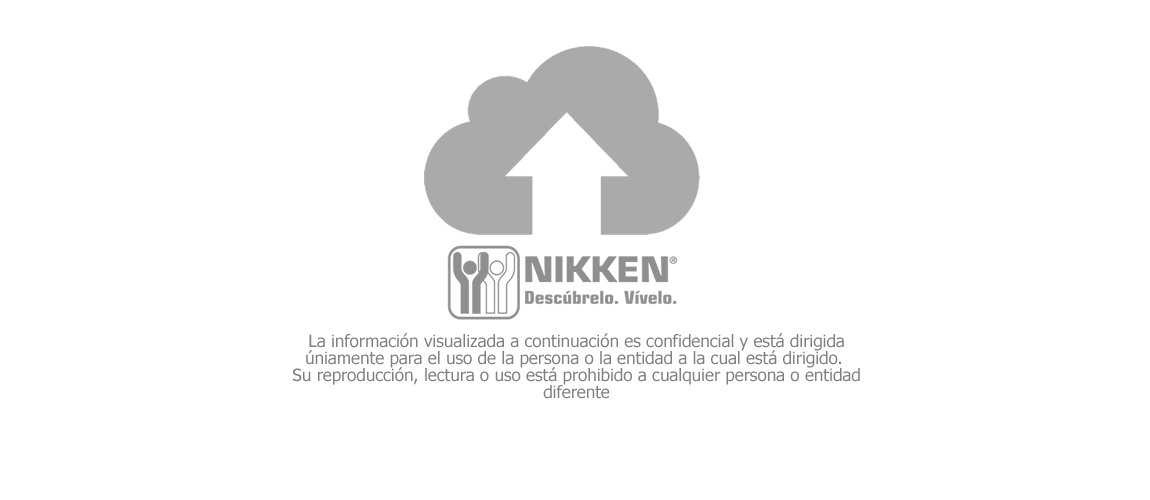 NIKKEN®
Descúbrelo. Vívelo.
La información visualizada a continuación es confidencial y está dirigida
úniamente para el uso de la persona o la entidad a la cual está dirigido.
Su reproducción, lectura o uso está prohibido a cualquier persona o entidad
diferente